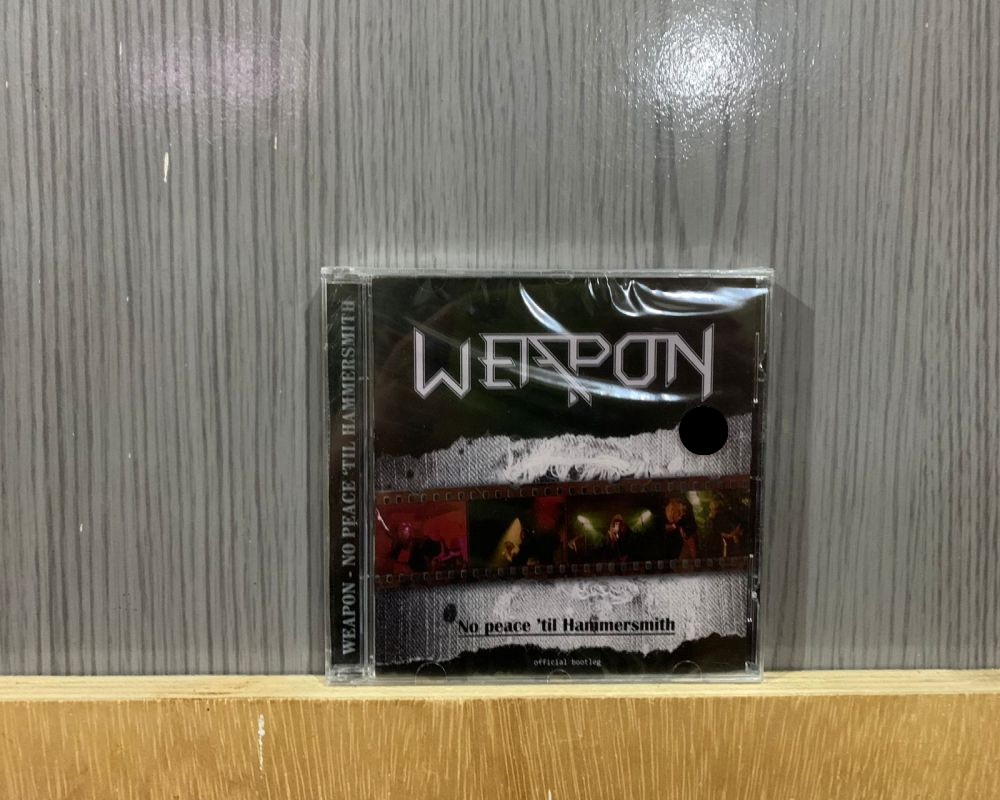 WEAPON - NO PEACE 'TIL HAMMERSMITH
WEAPON
No peace 'til Hammersmith
official bootleg